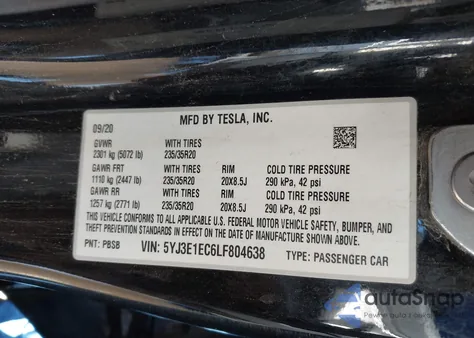 MFD BY TESLA, INC.
09/20
GVWR WITH TIRES
2301 kg (5072 lb) 235/35R20
GAWR FRT WITH TIRES RIM COLD TIRE PRESSURE
1110 kg (2447 lb) 235/35R20 20X8.5J 290 kPa, 42 psi
GAWR RR WITH TIRES RIM COLD TIRE PRESSURE
1257 kg (2771 lb) 235/35R20 20X8.5J 290 kPa, 42 psi
THIS VEHICLE CONFORMS TO ALL APPLICABLE U.S. FEDERAL MOTOR VEHICLE SAFETY, BUMPER, AND
THEFT PREVENTION STANDARDS IN EFFECT ON THE DATE OF MANUFACTURE SHOWN ABOVE.
PNT: PBSB VIN: 5YJ3E1EC6LF804638 TYPE: PASSENGER CAR
autoSnap